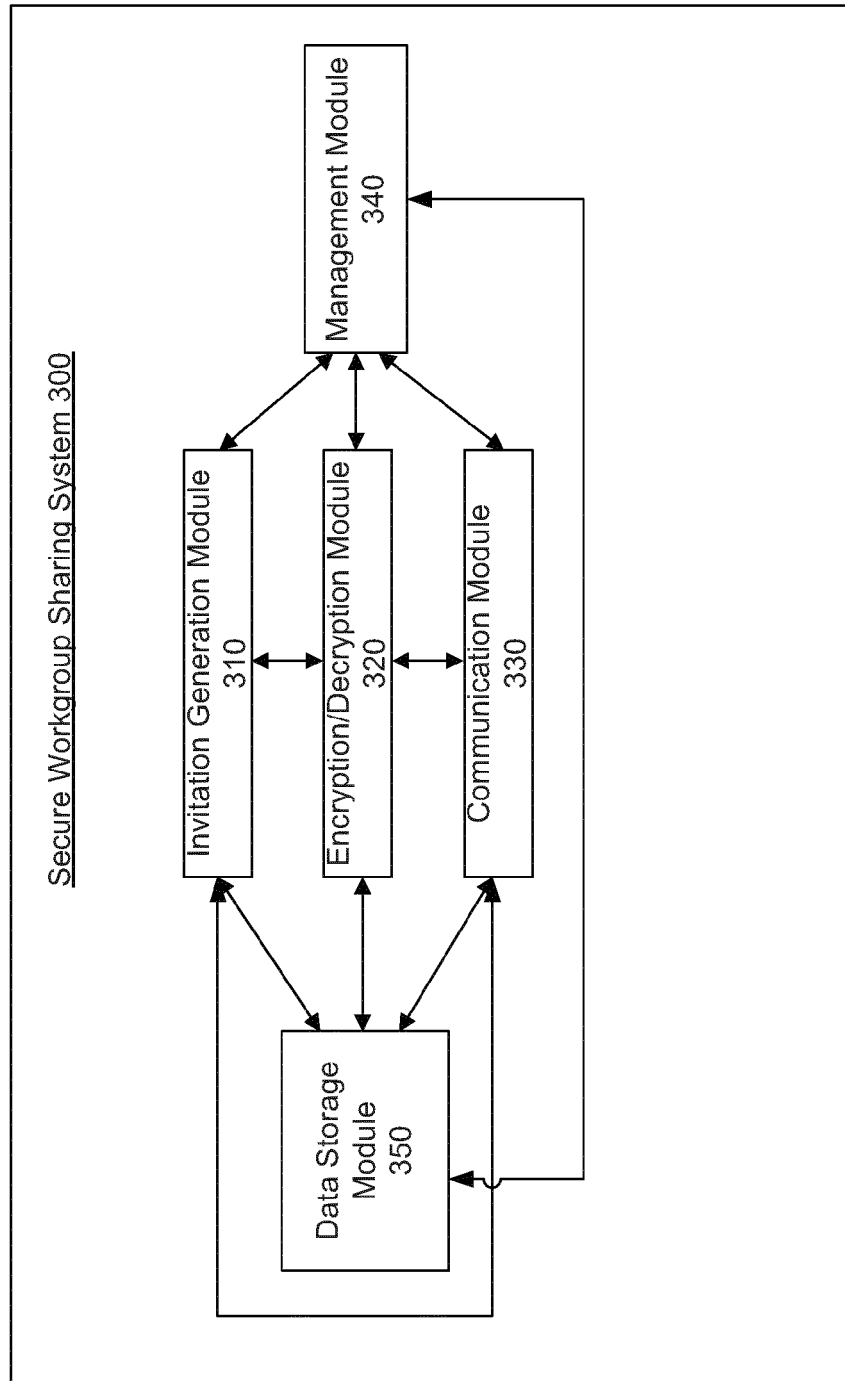 Secure Workgroup Sharing System 300
Invitation Generation Module
310
Encryption/Decryption Module
320
Communication Module
330
Management Module
340
Data Storage
Module
350